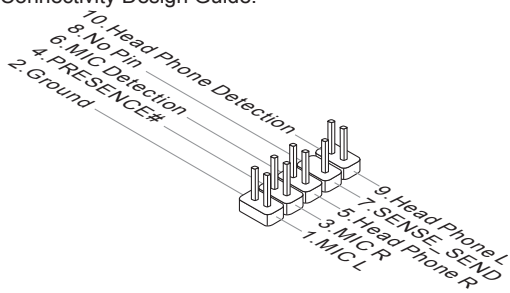 Connectivity Design Guide.
10.Head Phone Detection
8.No Pin
6.MIC Detection
4.PRESENCE#
2.Ground
9.Head Phone L
7.SENSE_SEND
5.Head Phone R
3.MIC R
1.MIC L